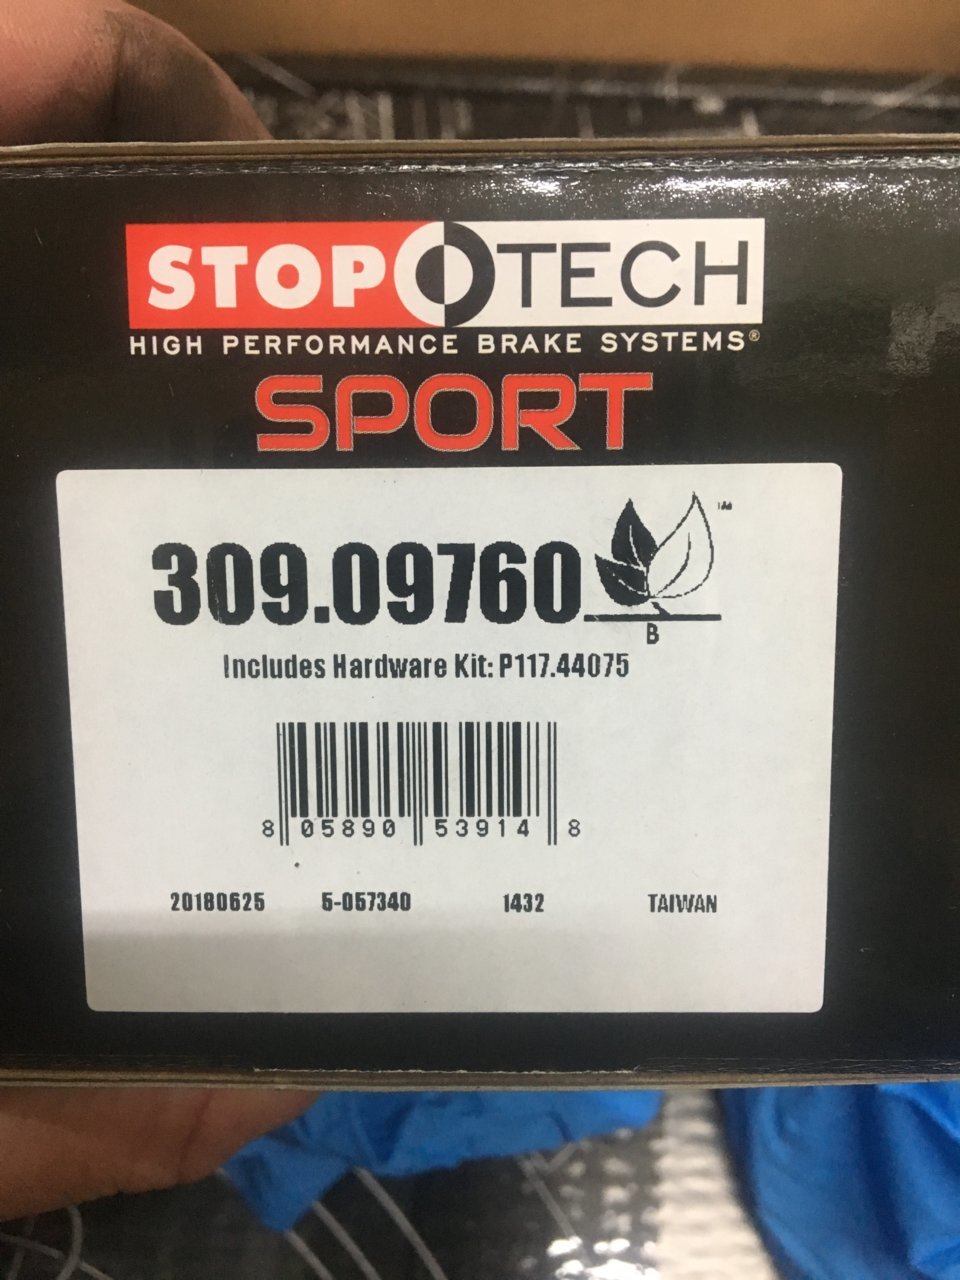 STOPTECH
HIGH PERFORMANCE BRAKE SYSTEMS®
SPORT
309.09760
™
B
Includes Hardware Kit: P117.44075
8 05890 53914 8
20180625 5-057340 1432 TAIWAN